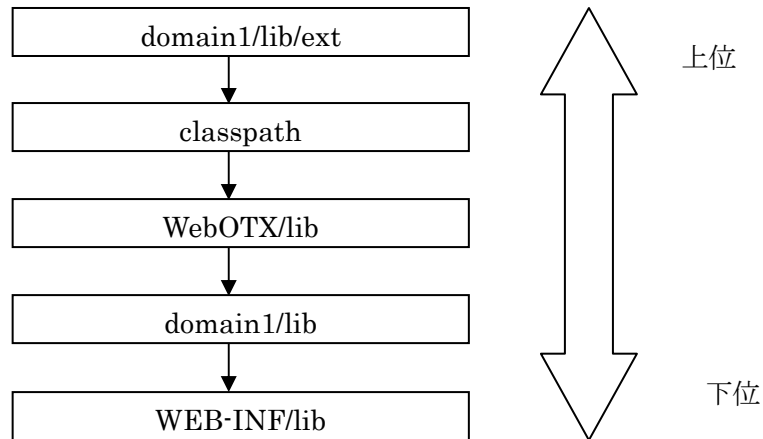 domain1/lib/ext
上位
classpath
WebOTX/lib
domain1/lib
下位
WEB-INF/lib